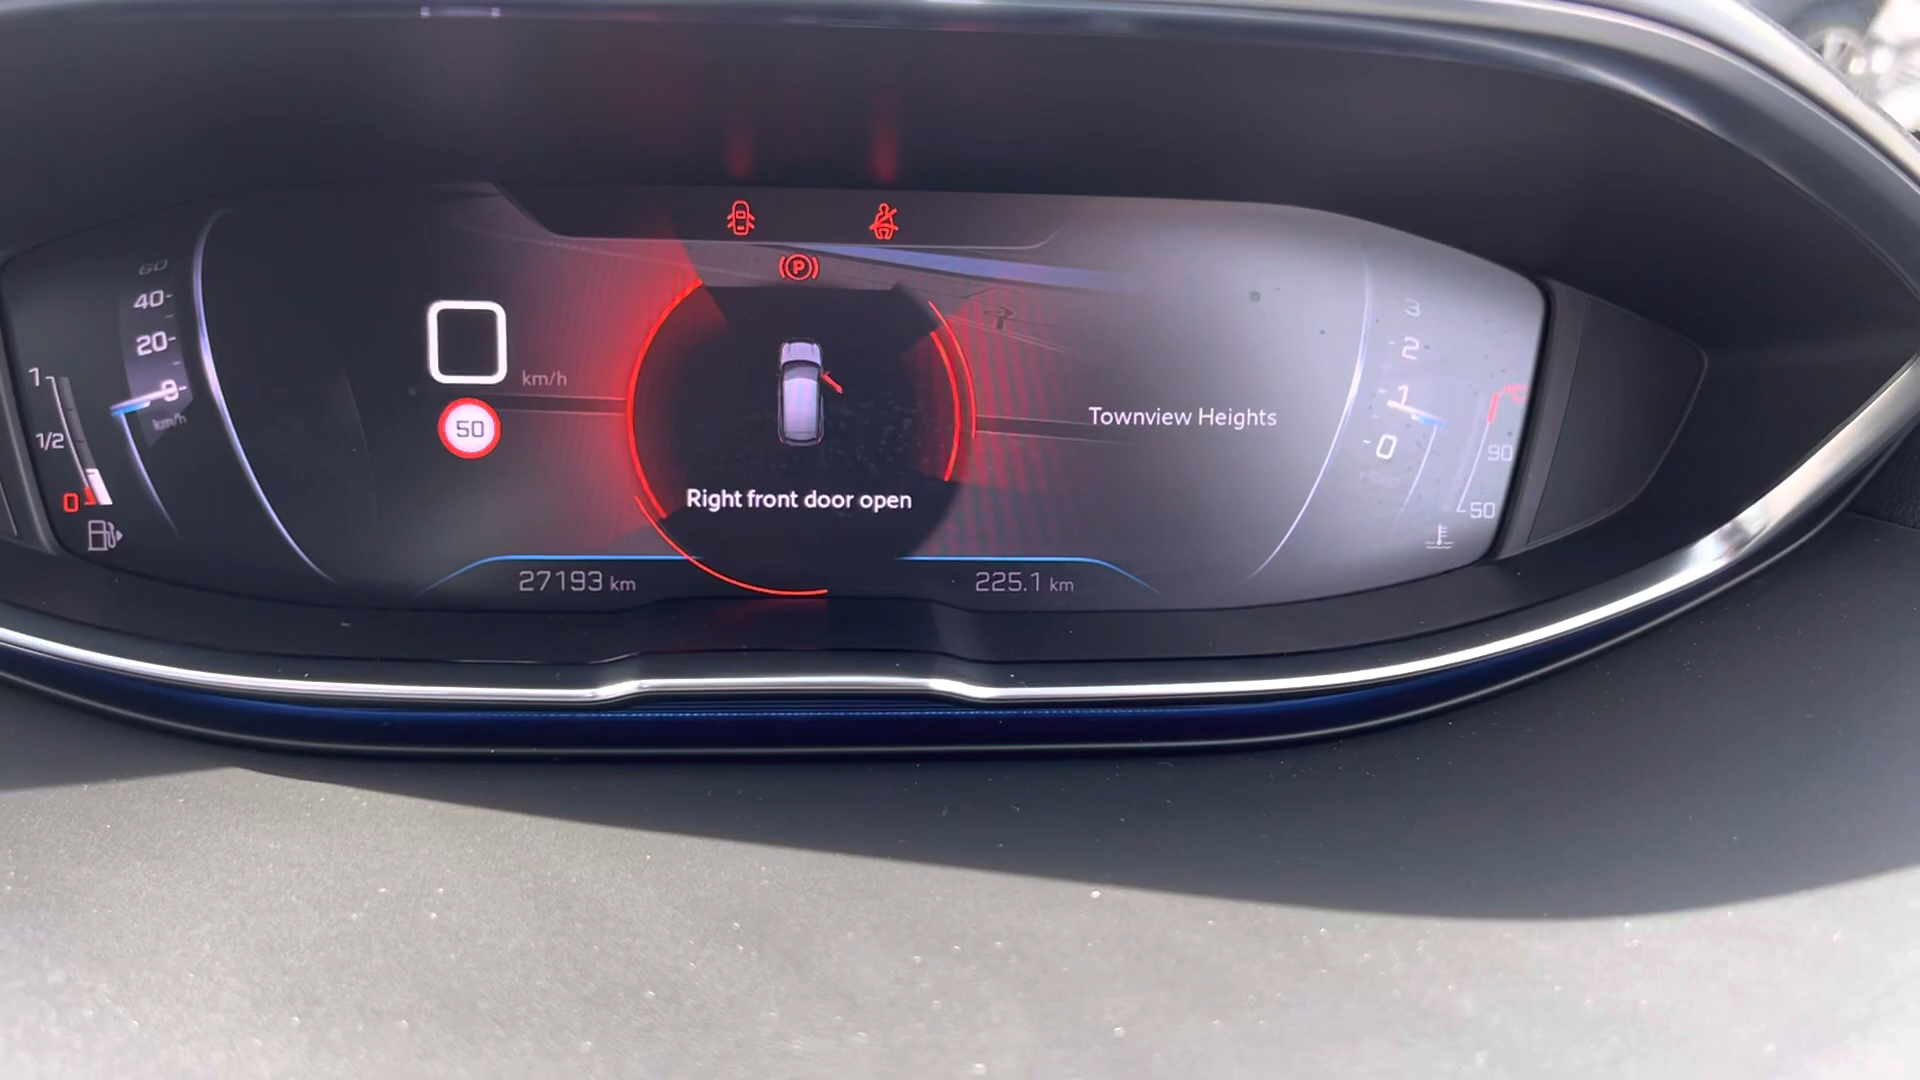 60
40
20
0
km/h
1
1/2
0
km/h
50
P
Right front door open
27193 km
225.1 km
Townview Heights
3
2
1
0
90
50